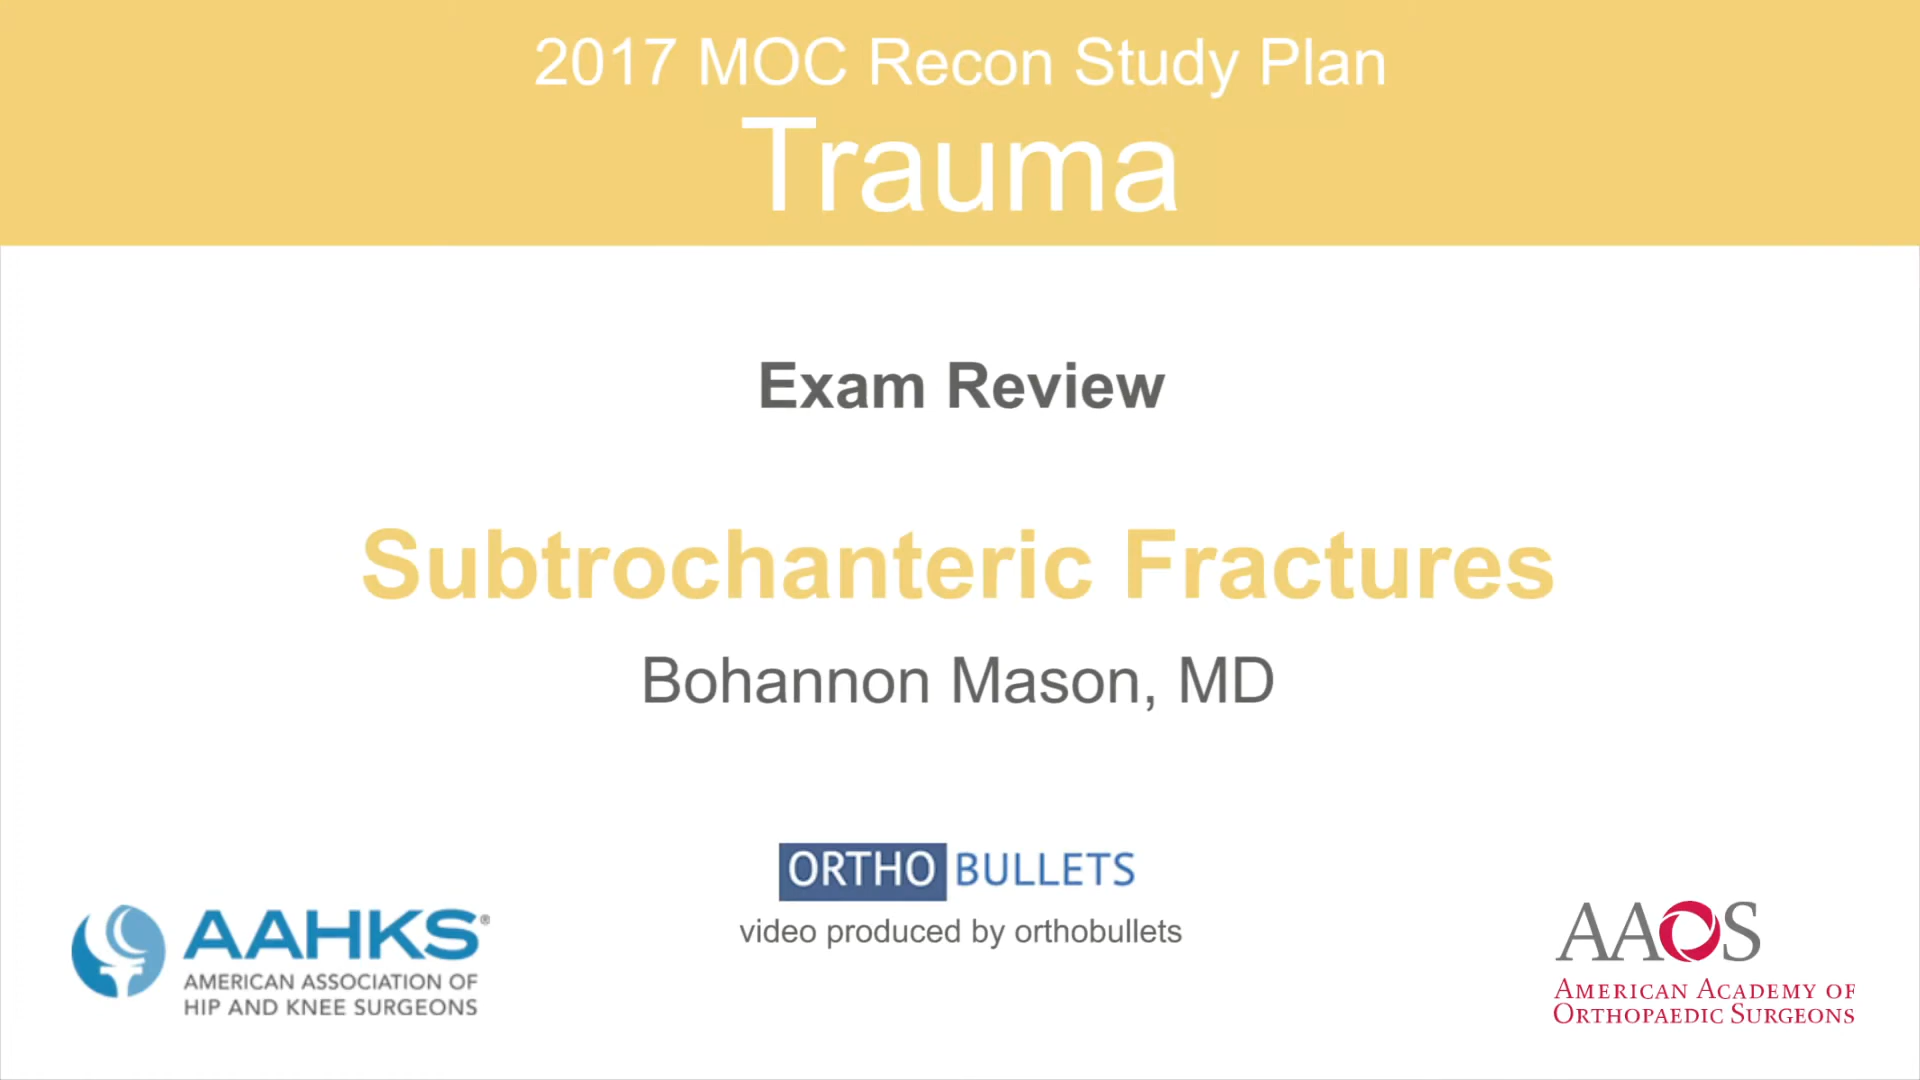 2017 MOC Recon Study Plan
Trauma
Exam Review
Subtrochanteric Fractures
Bohannon Mason, MD
ORTHO BULLETS
video produced by orthobullets
AAHKS®
AMERICAN ASSOCIATION OF
HIP AND KNEE SURGEONS
AAOS
AMERICAN ACADEMY OF
ORTHOPAEDIC SURGEONS